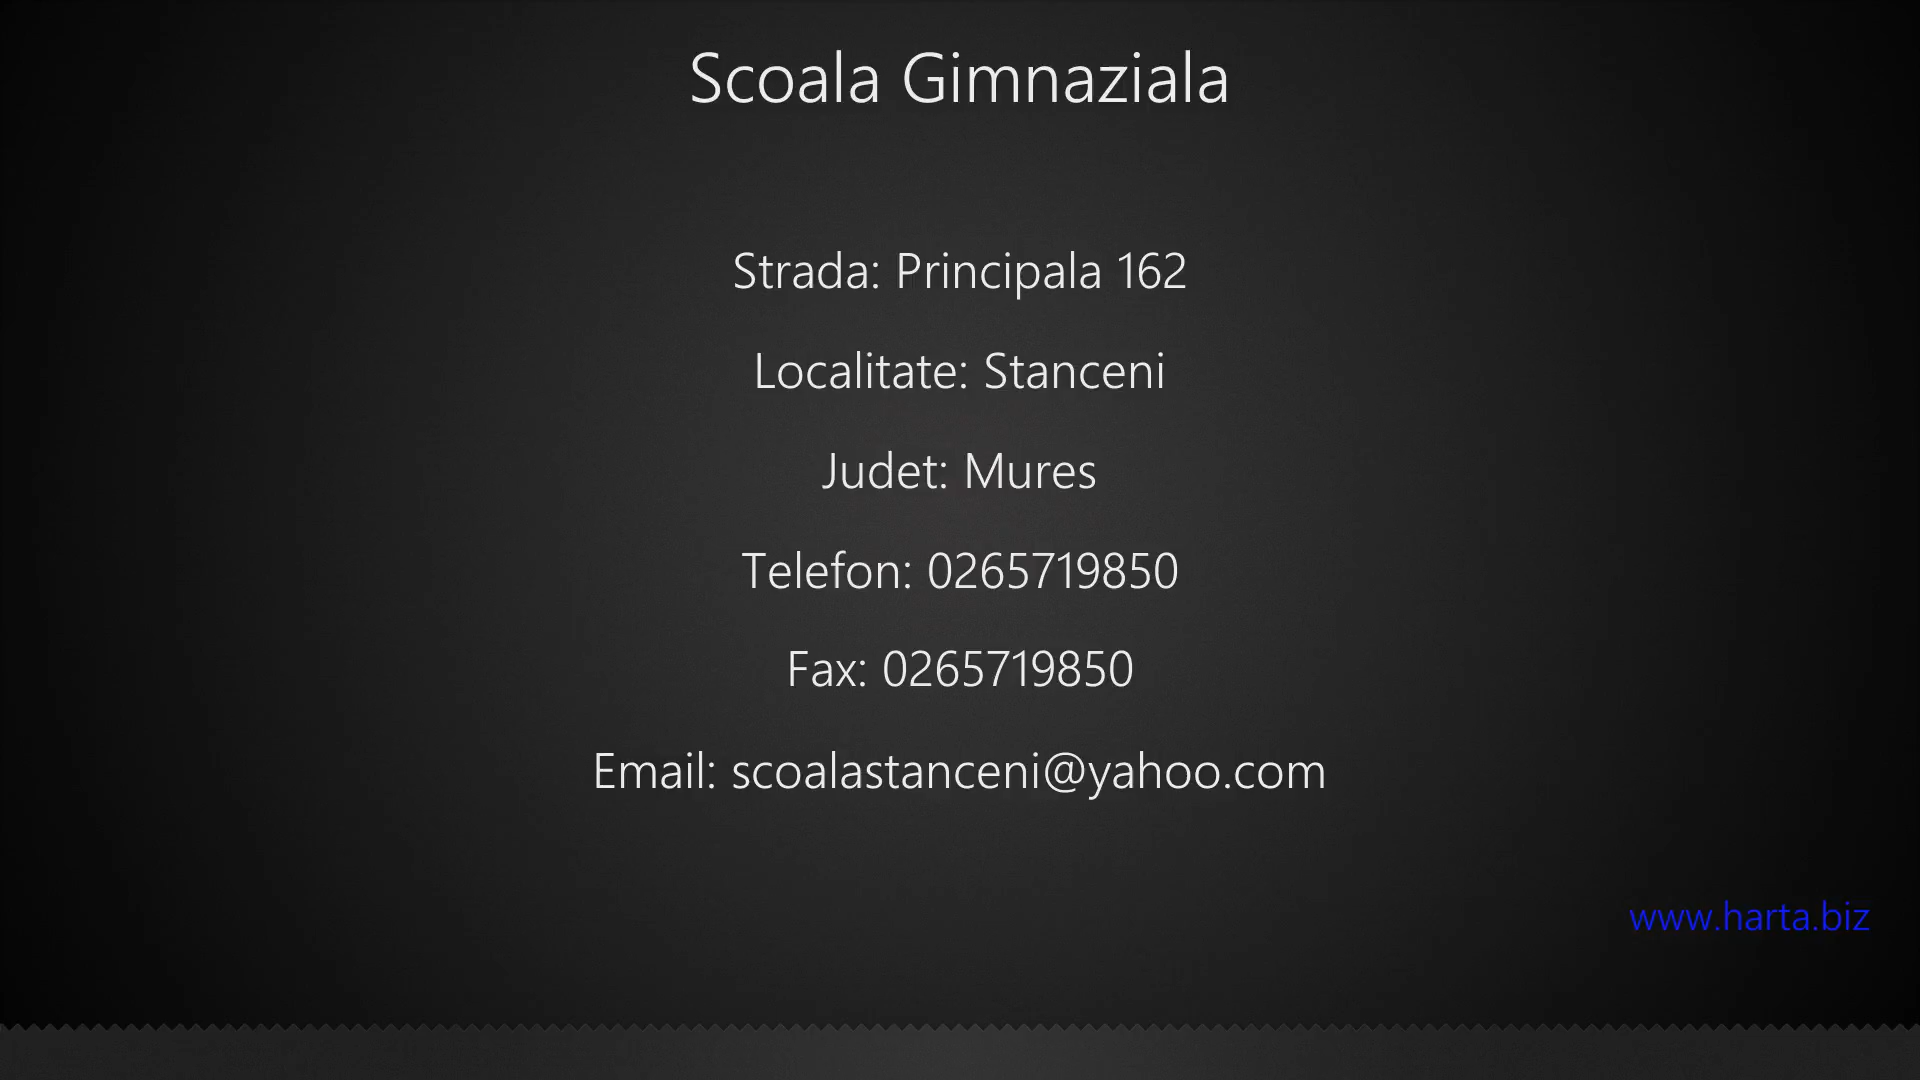 Scoala Gimnaziala
Strada: Principala 162
Localitate: Stanceni
Judet: Mures
Telefon: 0265719850
Fax: 0265719850
Email: scoalastanceni@yahoo.com
www.harta.biz